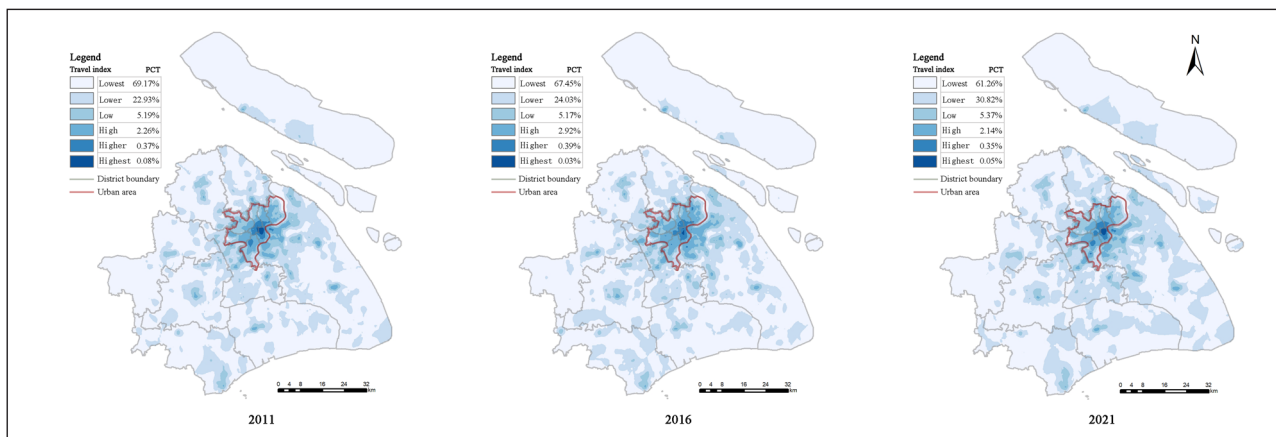 Legend
Travel index PCT
Lowest 69.17%
Lower 22.93%
Low 5.19%
High 2.26%
Higher 0.37%
Highest 0.08%
District boundary
Urban area
0 4 8 16 24 32
km
2011
Legend
Travel index PCT
Lowest 67.45%
Lower 24.03%
Low 5.17%
High 2.92%
Higher 0.39%
Highest 0.03%
District boundary
Urban area
0 4 8 16 24 32
km
2016
N
Legend
Travel index PCT
Lowest 61.26%
Lower 30.82%
Low 5.37%
High 2.14%
Higher 0.35%
Highest 0.05%
District boundary
Urban area
0 4 8 16 24 32
km
2021